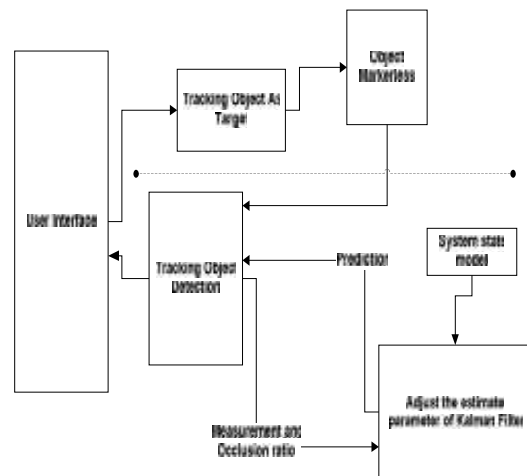 Object
Markerless
Tracking Object As
Target
User Interface
Tracking Object
Detection
Prediction
System state
model
Adjust the estimate
parameter of Kalman Filter
Measurement and
Occlusion ratio